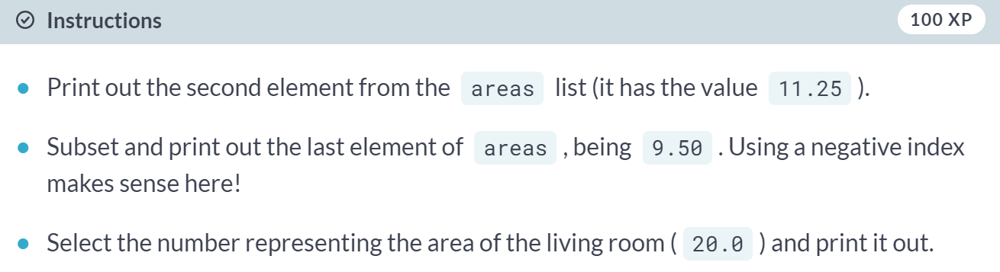 Instructions
100 XP
Print out the second element from the areas list (it has the value 11.25 ).
Subset and print out the last element of areas , being 9.50 . Using a negative index
makes sense here!
Select the number representing the area of the living room ( 20.0 ) and print it out.